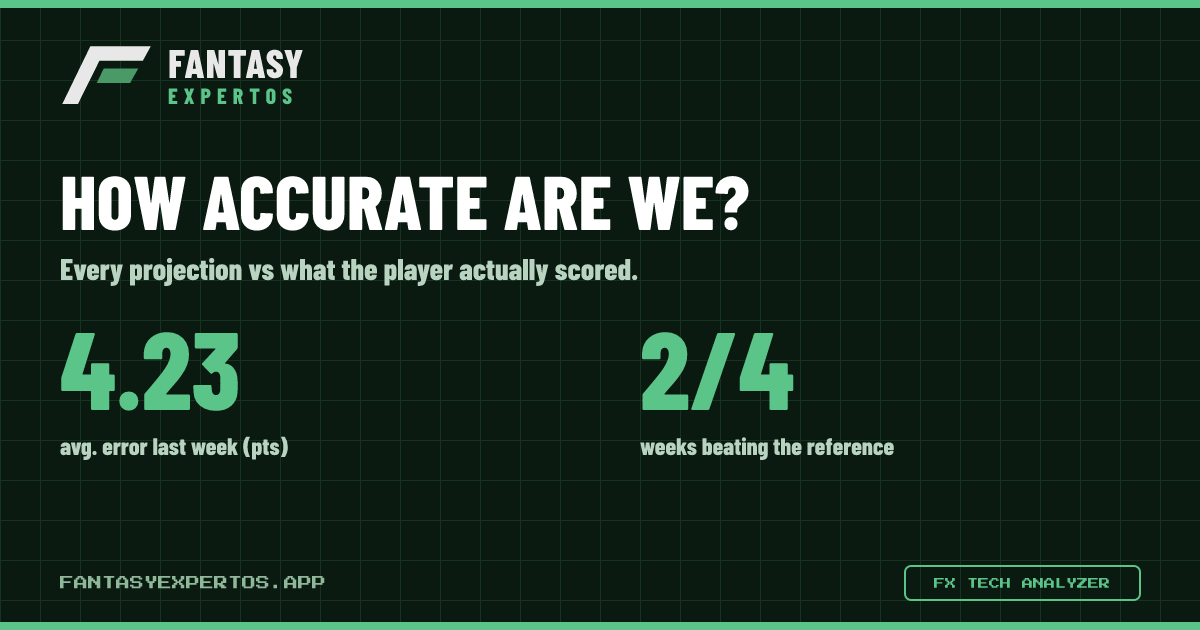 FANTASY
EXPERTOS
HOW ACCURATE ARE WE?
Every projection vs what the player actually scored.
4.23
avg. error last week (pts)
2/4
weeks beating the reference
FANTASYEXPERTOS.APP
FX TECH ANALYZER